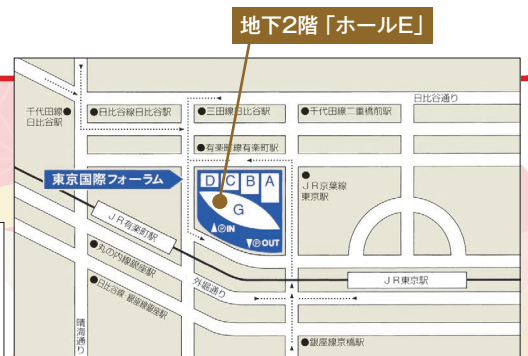 地下2階「ホールE」
日比谷通り
千代田線●
日比谷駅
●日比谷線日比谷駅
●三田線日比谷駅
●千代田線二重橋前駅
●有楽町線有楽町駅
東京国際フォーラム
D C B A
G
▲ⓅIN
▼ⓅOUT
●
JR京葉線
東京駅
JR有楽町駅
●丸の内線銀座駅
●日比谷線 銀座線銀座駅
外堀通り
JR東京駅
晴海通り
●銀座線京橋駅